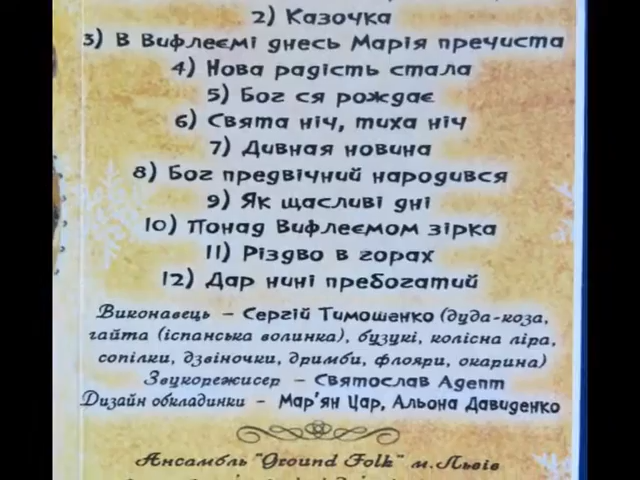 2) Казочка
3) В Вифлеємі днесь Марія пречиста
4) Нова радість стала
5) Бог ся рождає
6) Свята ніч, тиха ніч
7) Дивная новина
8) Бог предвічний народився
9) Як щасливі дні
10) Понад Вифлеємом зірка
11) Різдво в горах
12) Дар нині пребогатий
Виконавець – Сергій Тимошенко (дуда-коза,
гайта (іспанська волинка), бузукі, колісна ліра,
сопілки, дзвіночки, дримби, флояри, окарина)
Звукорежисер – Святослав Адепт
Дизайн обкладинки – Мар'ян Цар, Альона Давиденко
Ансамбль "Ground Folk" м. Львів